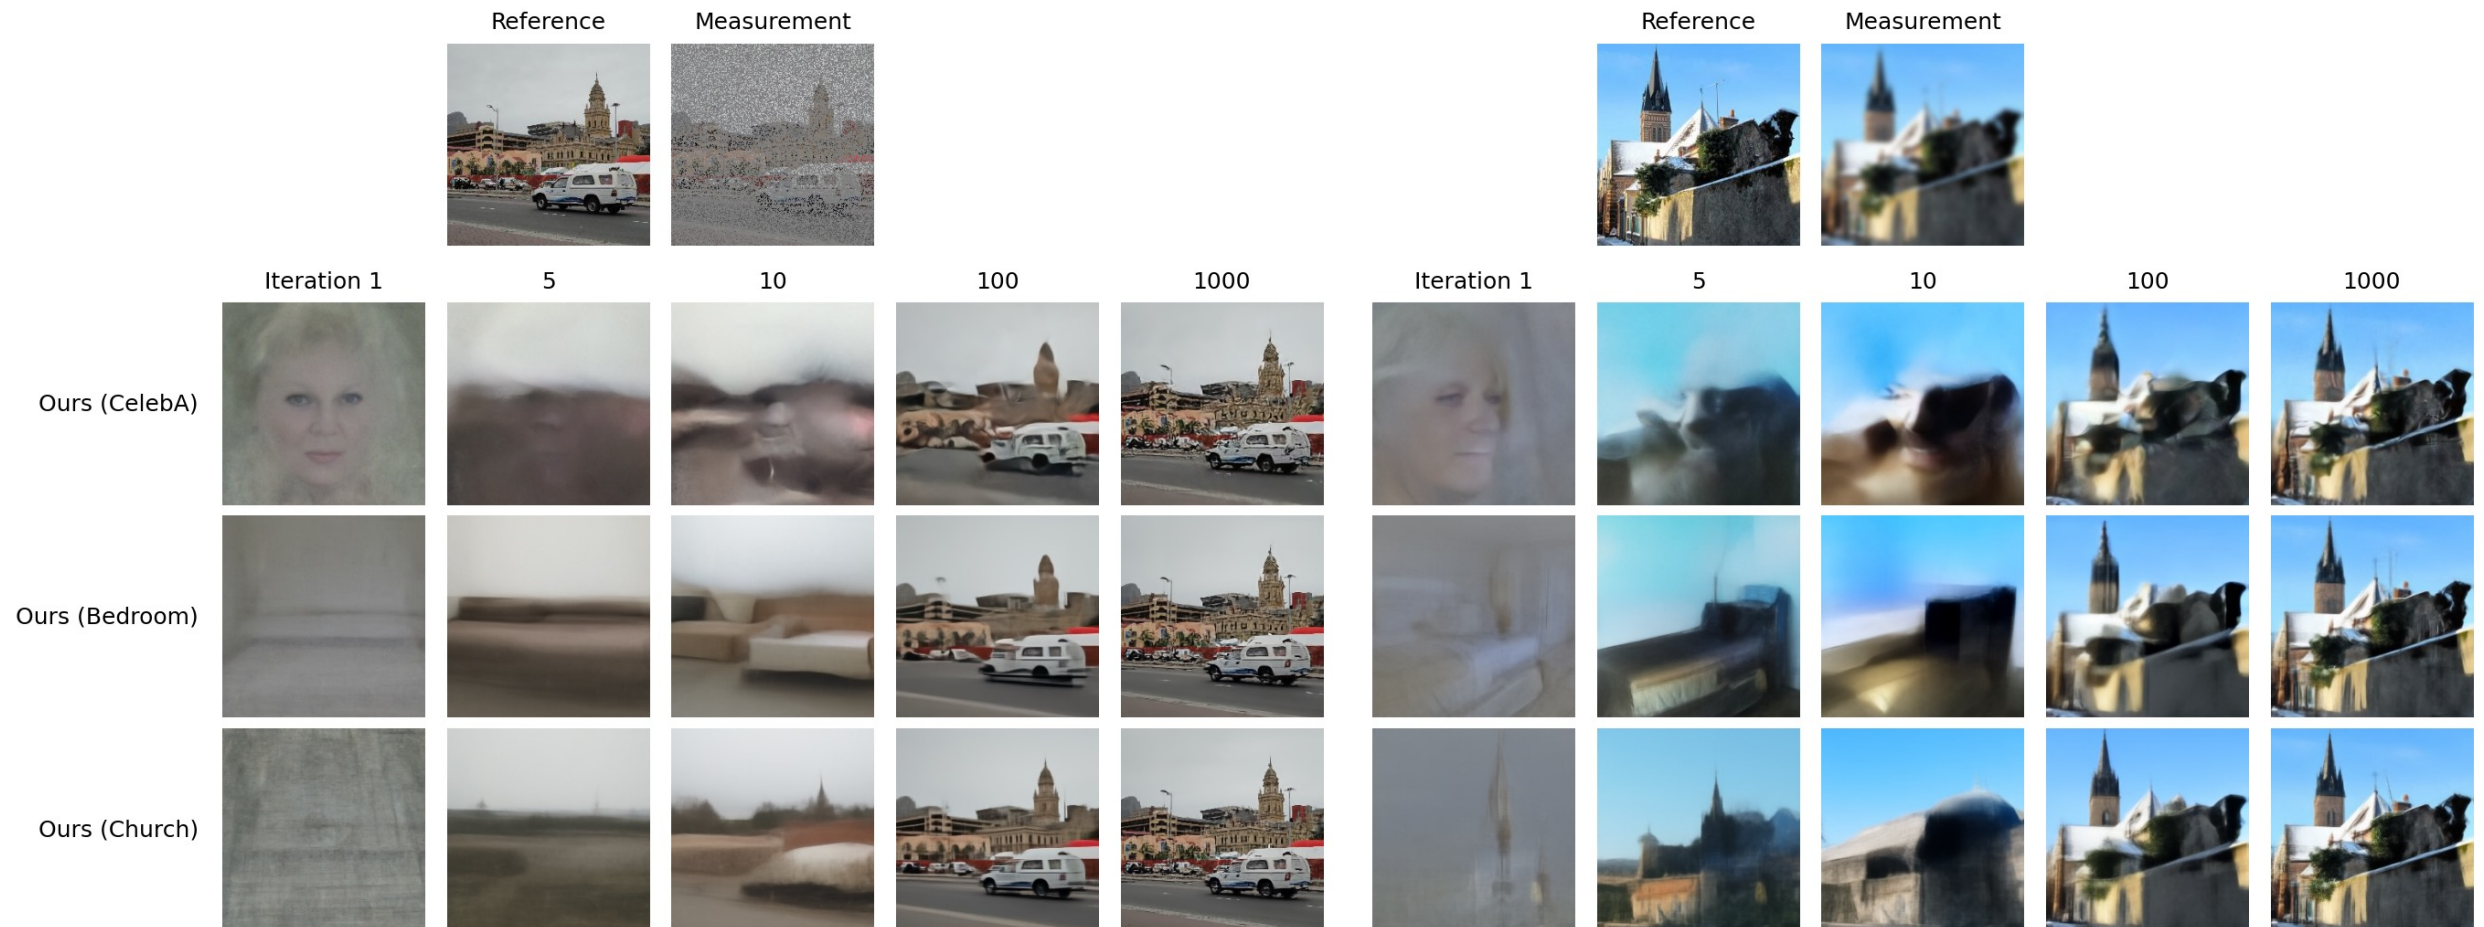 Reference Measurement Reference Measurement
Iteration 1 5 10 100 1000 Iteration 1 5 10 100 1000
Ours (CelebA)
Ours (Bedroom)
Ours (Church)